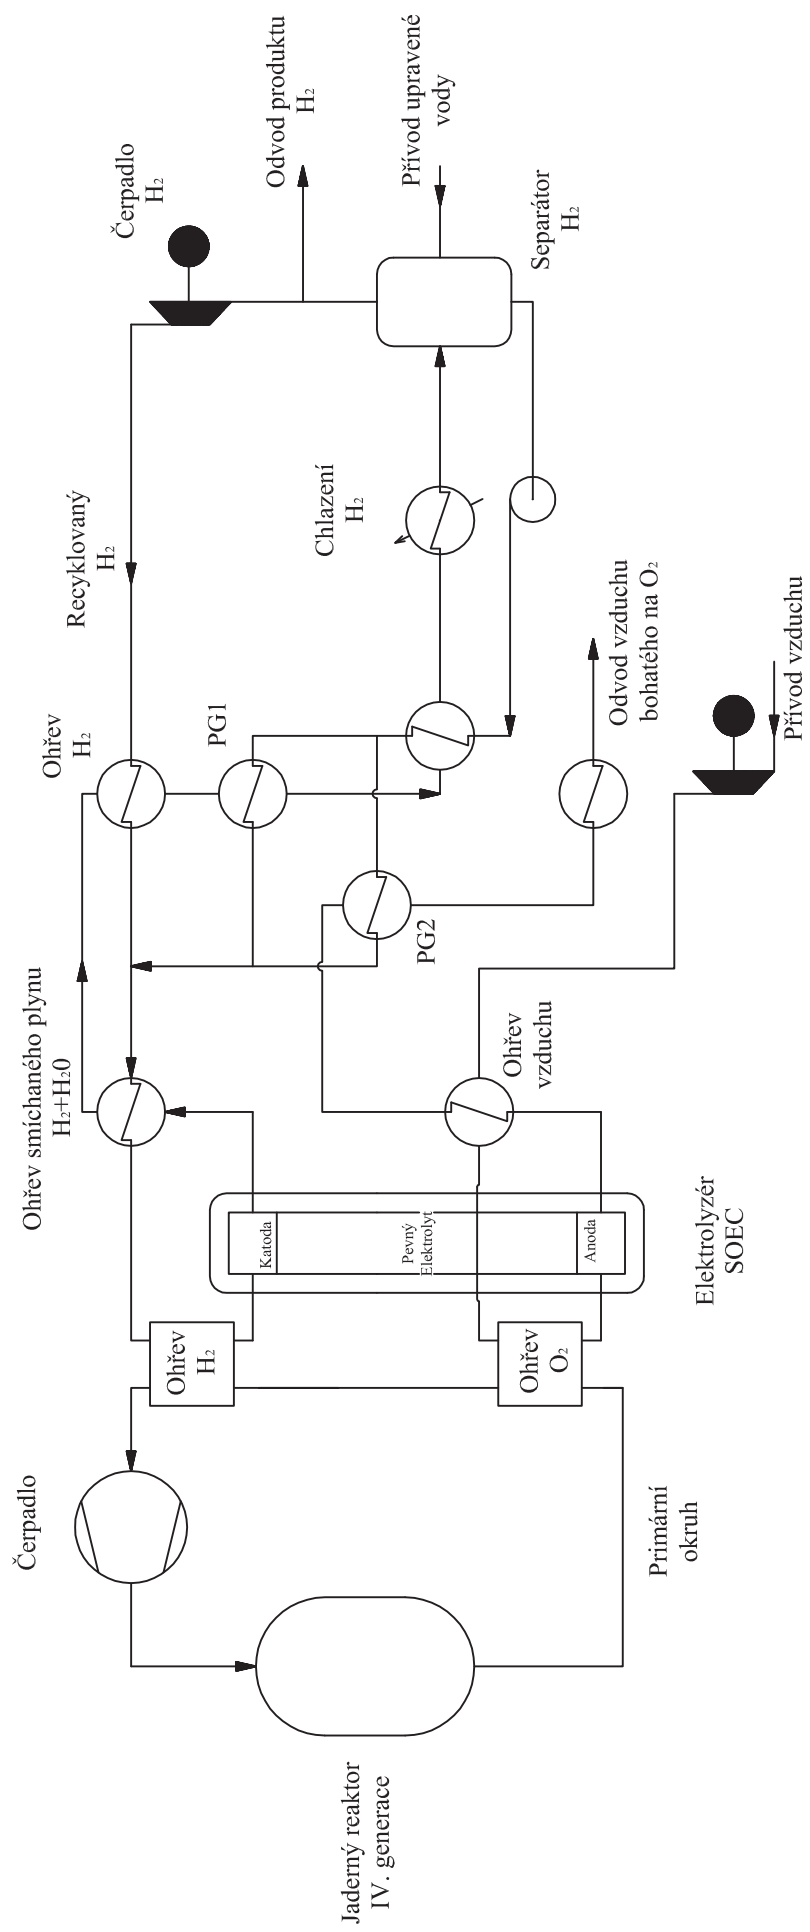 Jaderný reaktor
IV. generace
Čerpadlo
Primární
okruh
Ohřev
H₂
Ohřev
O₂
Elektrolyzér
SOEC
Katoda
Pevný
Elektrolyt
Anoda
Ohřev smíchaného plynu
H₂+H₂0
Ohřev
vzduchu
PG2
Ohřev
H₂
PG1
Odvod vzduchu
bohatého na O₂
Přívod vzduchu
Recyklovaný
H₂
Chlazení
H₂
Separátor
H₂
Čerpadlo
H₂
Odvod produktu
H₂
Přívod upravené
vody